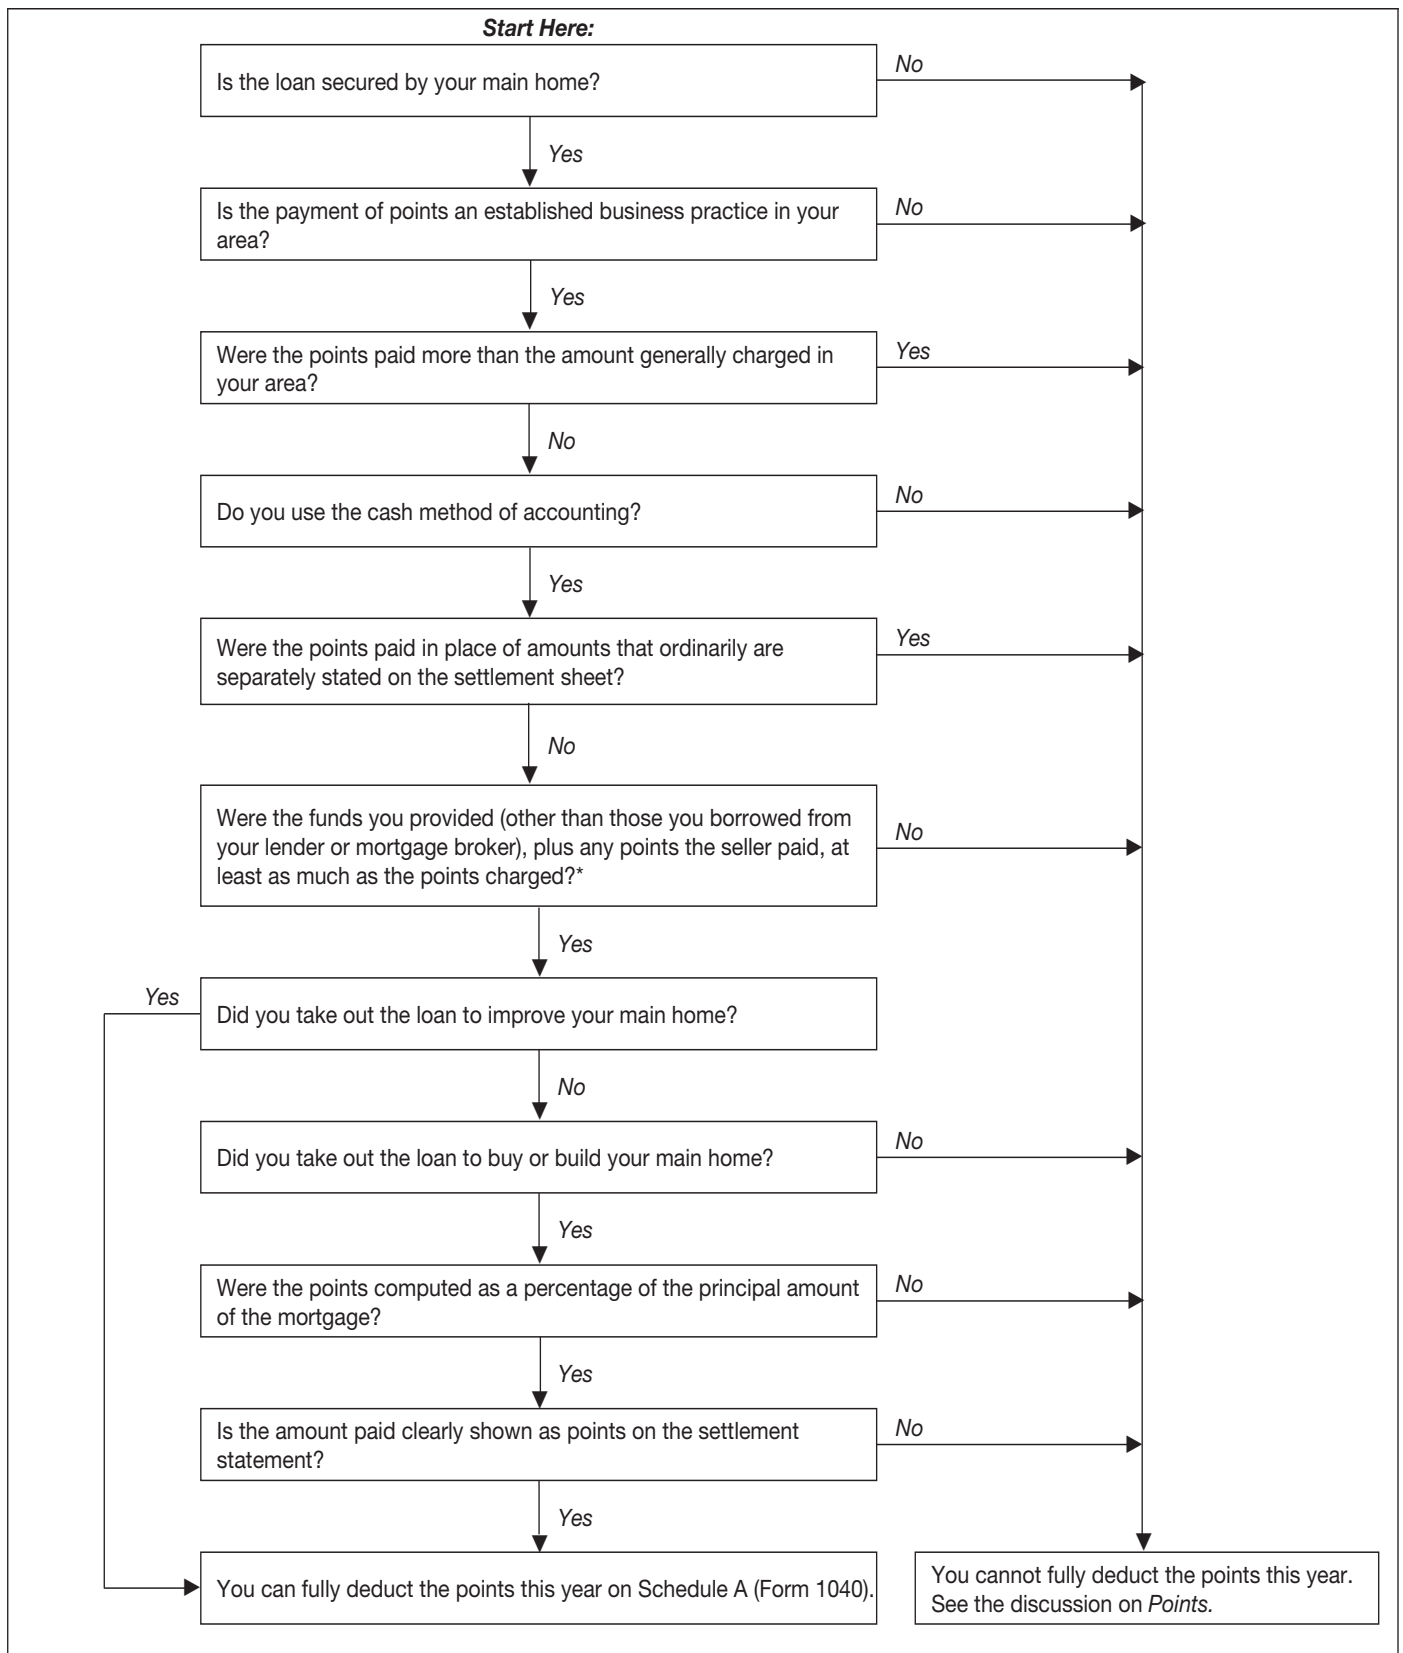 Start Here:
Is the loan secured by your main home?
No
Yes
Is the payment of points an established business practice in your
area?
No
Yes
Were the points paid more than the amount generally charged in
your area?
Yes
No
Do you use the cash method of accounting?
No
Yes
Were the points paid in place of amounts that ordinarily are
separately stated on the settlement sheet?
Yes
No
Were the funds you provided (other than those you borrowed from
your lender or mortgage broker), plus any points the seller paid, at
least as much as the points charged?*
No
Yes
Yes
Did you take out the loan to improve your main home?
No
Did you take out the loan to buy or build your main home?
No
Yes
Were the points computed as a percentage of the principal amount
of the mortgage?
No
Yes
Is the amount paid clearly shown as points on the settlement
statement?
No
Yes
You can fully deduct the points this year on Schedule A (Form 1040).
You cannot fully deduct the points this year.
See the discussion on Points.